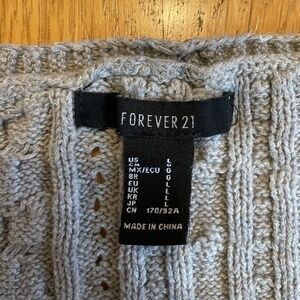 FOREVER 21
US L
MX/ECU G
BR G
EU L
UK L
KR L
JP L
CN 170/92A
MADE IN CHINA